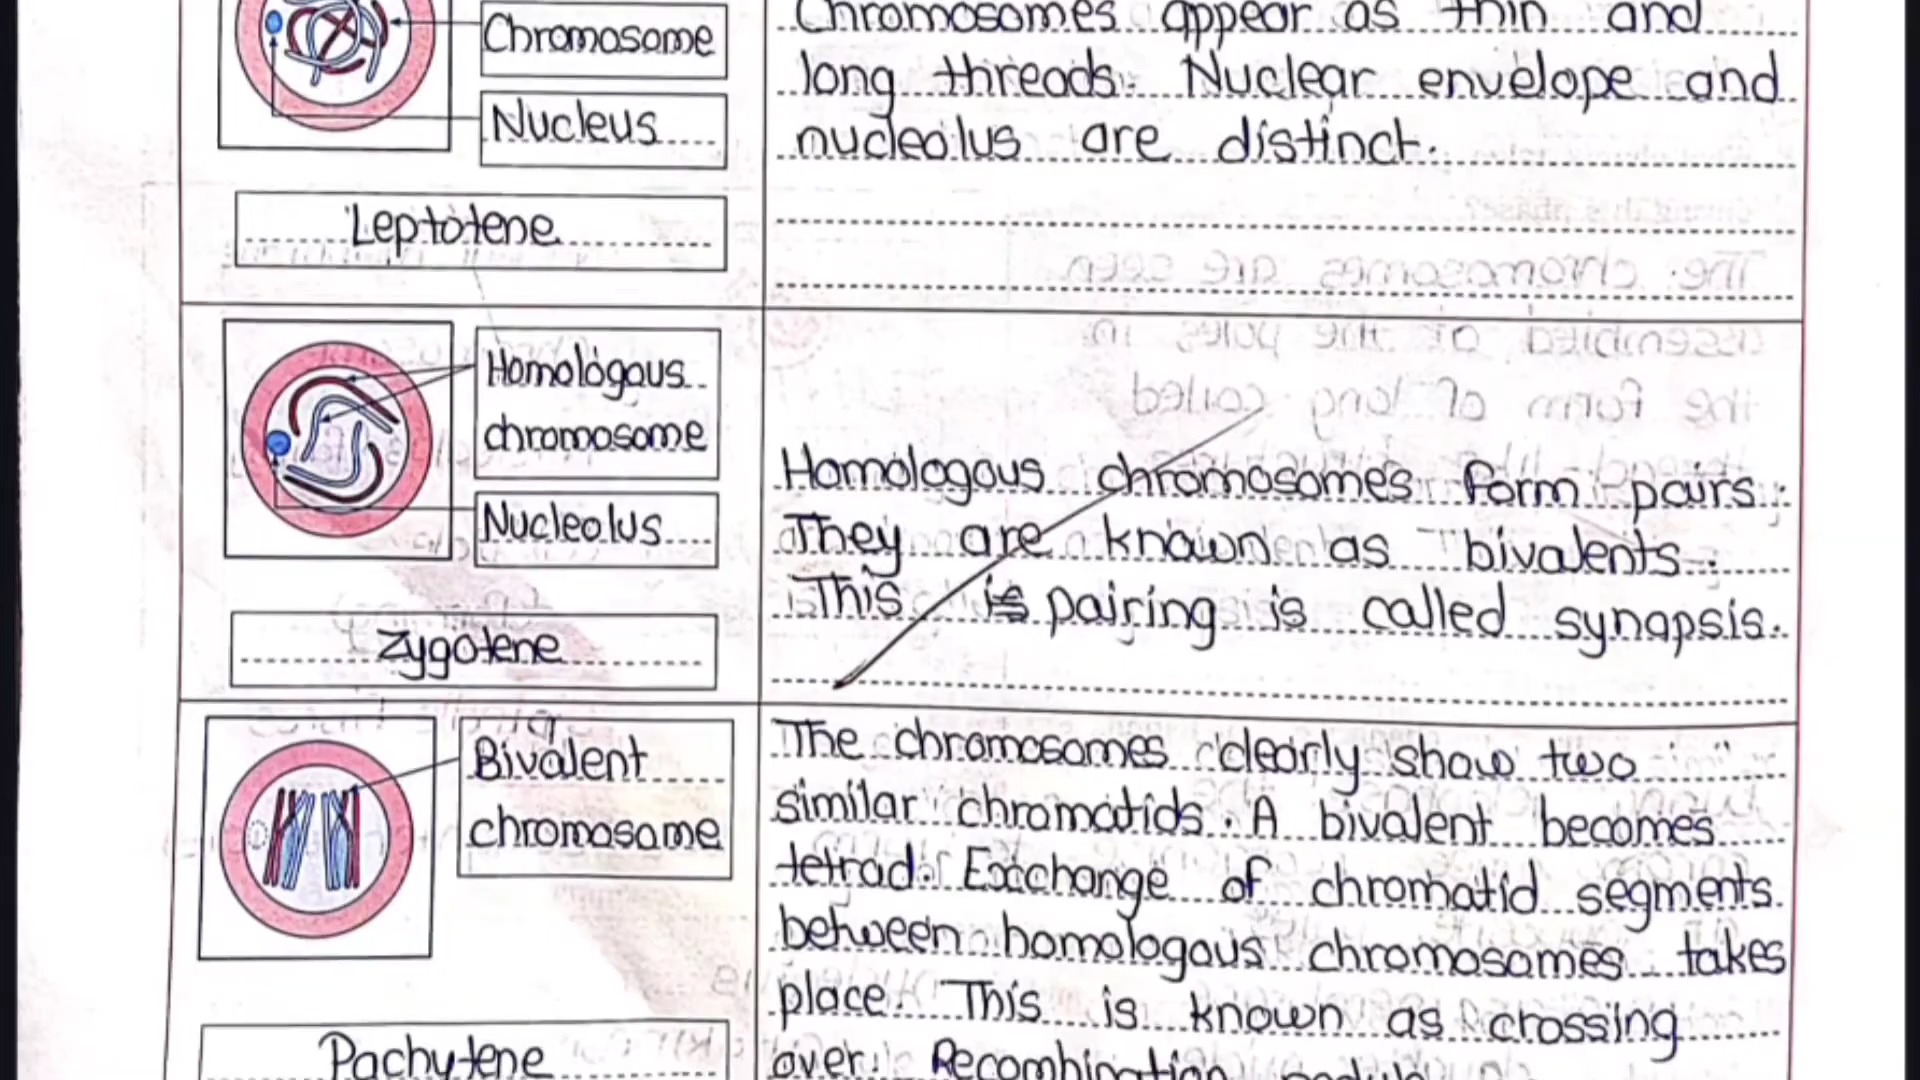 Chromosome
Nucleus
Leptotene
Chromosomes appear as thin and
long threads. Nuclear envelope and
nucleolus are distinct.
Homologous
chromosome
Nucleolus
Zygotene
Homologous chromosomes form pairs.
They are known as bivalents.
This is pairing is called synapsis.
Bivalent
chromosome
Pachytene
The chromosomes clearly show two
similar chromatids. A bivalent becomes
tetrad. Exchange of chromatid segments
between homologous chromosomes takes
place. This is known as crossing
over. Recombination